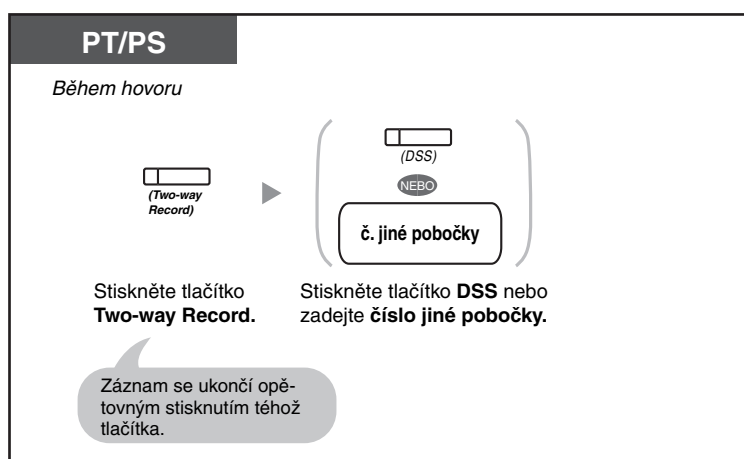 PT/PS
Během hovoru
(Two-way
Record)
(DSS)
NEBO
č. jiné pobočky
Stiskněte tlačítko
Two-way Record.
Stiskněte tlačítko DSS nebo
zadejte číslo jiné pobočky.
Záznam se ukončí opě-
tovným stisknutím téhož
tlačítka.